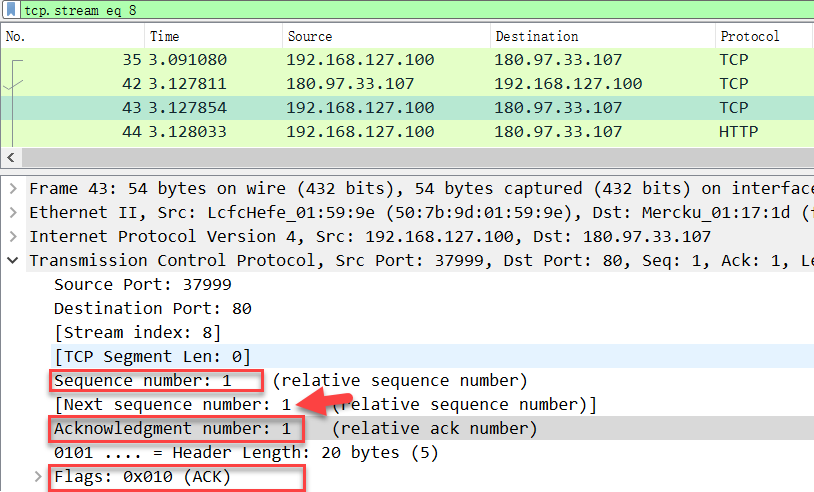 tcp.stream eq 8
No. Time Source Destination Protocol
35 3.091080 192.168.127.100 180.97.33.107 TCP
42 3.127811 180.97.33.107 192.168.127.100 TCP
43 3.127854 192.168.127.100 180.97.33.107 TCP
44 3.128033 192.168.127.100 180.97.33.107 HTTP
Frame 43: 54 bytes on wire (432 bits), 54 bytes captured (432 bits) on interface
Ethernet II, Src: LcfcHefe_01:59:9e (50:7b:9d:01:59:9e), Dst: Mercku_01:17:1d (
Internet Protocol Version 4, Src: 192.168.127.100, Dst: 180.97.33.107
Transmission Control Protocol, Src Port: 37999, Dst Port: 80, Seq: 1, Ack: 1, Le
Source Port: 37999
Destination Port: 80
[Stream index: 8]
[TCP Segment Len: 0]
Sequence number: 1 (relative sequence number)
[Next sequence number: 1 (relative sequence number)]
Acknowledgment number: 1 (relative ack number)
0101 .... = Header Length: 20 bytes (5)
Flags: 0x010 (ACK)